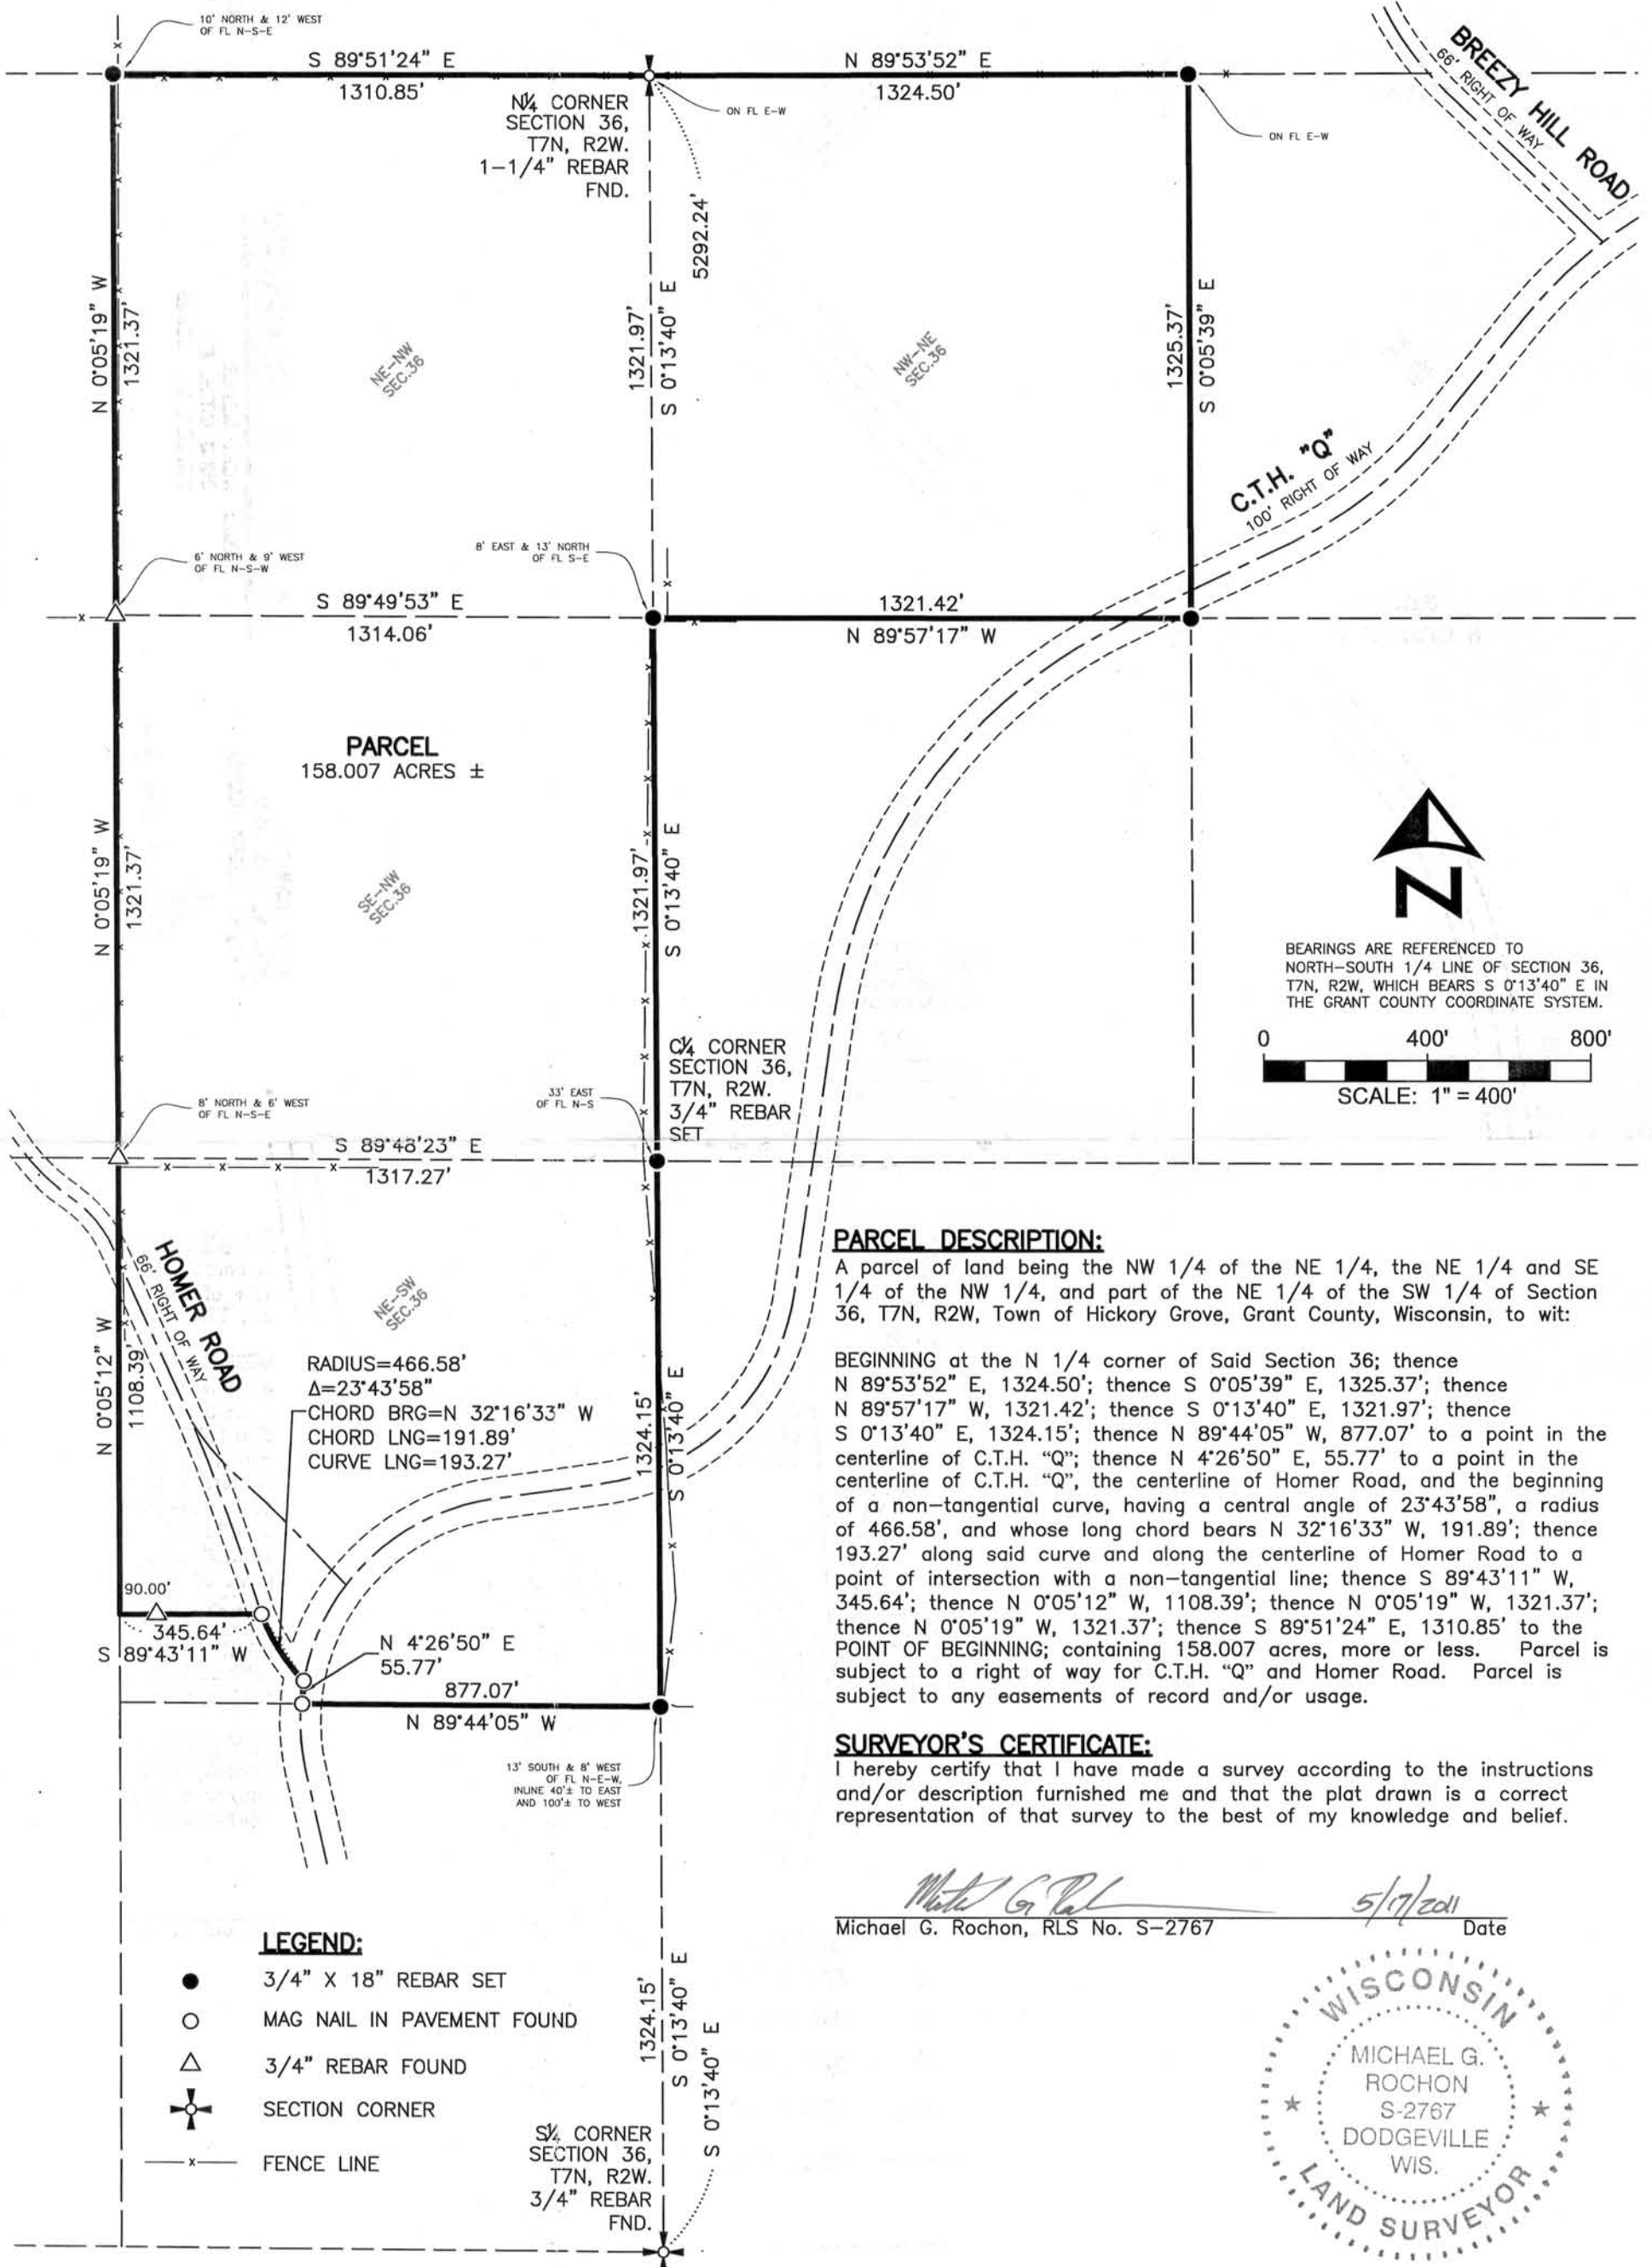 10' NORTH & 12' WEST
OF FL N-S-E
S 89°51'24" E
1310.85'
N 89°53'52" E
1324.50'
N¼ CORNER
SECTION 36,
T7N, R2W.
1-1/4" REBAR
FND.
ON FL E-W
ON FL E-W
BREEZY HILL ROAD
66' RIGHT OF WAY
5292.24'
N 0°05'19" W
1321.37'
NE-NW
SEC.36
1321.97'
S 0°13'40" E
NW-NE
SEC.36
1325.37'
S 0°05'39" E
C.T.H. "Q"
100' RIGHT OF WAY
6' NORTH & 9' WEST
OF FL N-S-W
8' EAST & 13' NORTH
OF FL S-E
S 89°49'53" E
1314.06'
1321.42'
N 89°57'17" W
PARCEL
158.007 ACRES ±
N 0°05'19" W
1321.37'
SE-NW
SEC.36
1321.97'
S 0°13'40" E
N
BEARINGS ARE REFERENCED TO
NORTH-SOUTH 1/4 LINE OF SECTION 36,
T7N, R2W, WHICH BEARS S 0°13'40" E IN
THE GRANT COUNTY COORDINATE SYSTEM.
0 400' 800'
SCALE: 1" = 400'
C¼ CORNER
SECTION 36,
T7N, R2W.
3/4" REBAR
SET
33' EAST
OF FL N-S
8' NORTH & 6' WEST
OF FL N-S-E
S 89°48'23" E
1317.27'
HOMER ROAD
66' RIGHT OF WAY
NE-SW
SEC.36
N 0°05'12" W
1108.39'
RADIUS=466.58'
Δ=23°43'58"
CHORD BRG=N 32°16'33" W
CHORD LNG=191.89'
CURVE LNG=193.27'
1324.15'
S 0°13'40" E
90.00'
345.64'
S 89°43'11" W
N 4°26'50" E
55.77'
877.07'
N 89°44'05" W
13' SOUTH & 8' WEST
OF FL N-E-W,
INLINE 40'± TO EAST
AND 100'± TO WEST
PARCEL DESCRIPTION:
A parcel of land being the NW 1/4 of the NE 1/4, the NE 1/4 and SE
1/4 of the NW 1/4, and part of the NE 1/4 of the SW 1/4 of Section
36, T7N, R2W, Town of Hickory Grove, Grant County, Wisconsin, to wit:
BEGINNING at the N 1/4 corner of Said Section 36; thence
N 89°53'52" E, 1324.50'; thence S 0°05'39" E, 1325.37'; thence
N 89°57'17" W, 1321.42'; thence S 0°13'40" E, 1321.97'; thence
S 0°13'40" E, 1324.15'; thence N 89°44'05" W, 877.07' to a point in the
centerline of C.T.H. "Q"; thence N 4°26'50" E, 55.77' to a point in the
centerline of C.T.H. "Q", the centerline of Homer Road, and the beginning
of a non-tangential curve, having a central angle of 23°43'58", a radius
of 466.58', and whose long chord bears N 32°16'33" W, 191.89'; thence
193.27' along said curve and along the centerline of Homer Road to a
point of intersection with a non-tangential line; thence S 89°43'11" W,
345.64'; thence N 0°05'12" W, 1108.39'; thence N 0°05'19" W, 1321.37';
thence N 0°05'19" W, 1321.37'; thence S 89°51'24" E, 1310.85' to the
POINT OF BEGINNING; containing 158.007 acres, more or less. Parcel is
subject to a right of way for C.T.H. "Q" and Homer Road. Parcel is
subject to any easements of record and/or usage.
SURVEYOR'S CERTIFICATE:
I hereby certify that I have made a survey according to the instructions
and/or description furnished me and that the plat drawn is a correct
representation of that survey to the best of my knowledge and belief.
5/17/2011
Michael G. Rochon, RLS No. S-2767
Date
LEGEND:
3/4" X 18" REBAR SET
MAG NAIL IN PAVEMENT FOUND
3/4" REBAR FOUND
SECTION CORNER
FENCE LINE
1324.15'
S 0°13'40" E
S 0°13'40" E
S¼ CORNER
SECTION 36,
T7N, R2W.
3/4" REBAR
FND.
WISCONSIN
MICHAEL G.
ROCHON
S-2767
DODGEVILLE
WIS.
LAND SURVEYOR